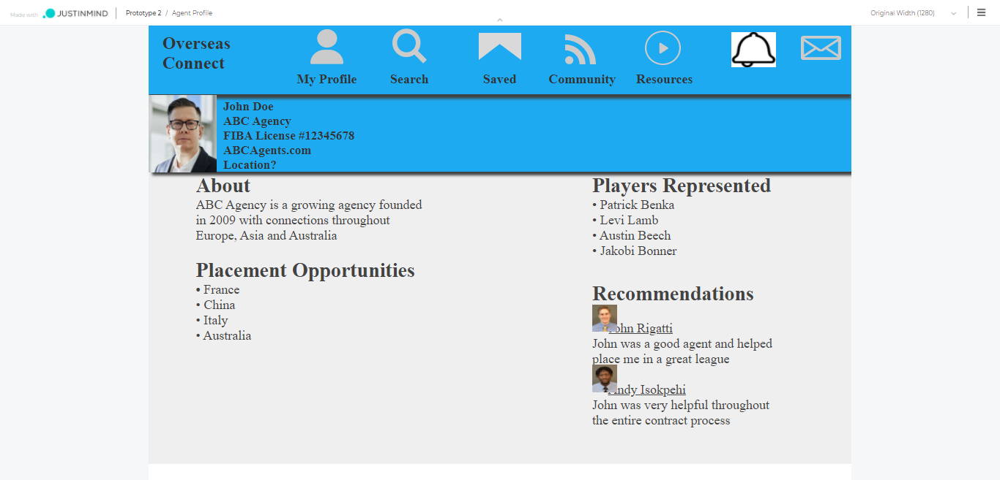 Made with JUSTINMIND Prototype 2 / Agent Profile Original Width (1280)
Overseas
Connect
My Profile Search Saved Community Resources
John Doe
ABC Agency
FIBA License #12345678
ABCAgents.com
Location?
About
ABC Agency is a growing agency founded
in 2009 with connections throughout
Europe, Asia and Australia
Placement Opportunities
• France
• China
• Italy
• Australia
Players Represented
• Patrick Benka
• Levi Lamb
• Austin Beech
• Jakobi Bonner
Recommendations
John Rigatti
John was a good agent and helped
place me in a great league
Andy Isokpehi
John was very helpful throughout
the entire contract process